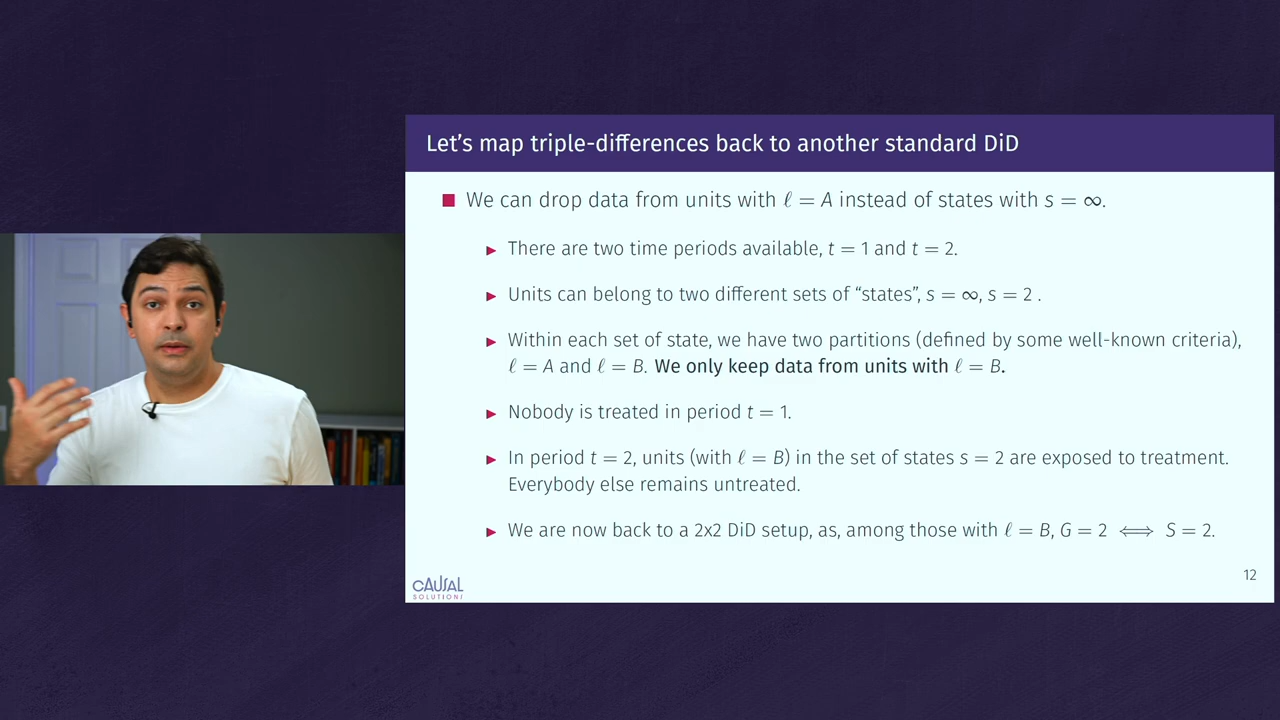 Let's map triple-differences back to another standard DiD
We can drop data from units with ℓ = A instead of states with s = ∞.
There are two time periods available, t = 1 and t = 2.
Units can belong to two different sets of "states", s = ∞, s = 2 .
Within each set of state, we have two partitions (defined by some well-known criteria),
ℓ = A and ℓ = B. We only keep data from units with ℓ = B.
Nobody is treated in period t = 1.
In period t = 2, units (with ℓ = B) in the set of states s = 2 are exposed to treatment.
Everybody else remains untreated.
We are now back to a 2x2 DiD setup, as, among those with ℓ = B, G = 2 ⟺ S = 2.
12
CAUSAL
SOLUTIONS